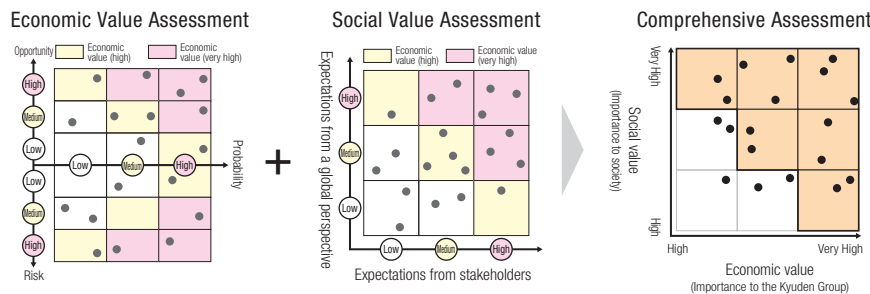 Economic Value Assessment
Opportunity
Economic
value (high)
Economic
value (very high)
High
Medium
Low
Low
Medium
High
Risk
Low
Medium
High
Probability
+
Social Value Assessment
Economic
value (high)
Economic value
(very high)
Expectations from a global perspective
High
Medium
Low
Low
Medium
High
Expectations from stakeholders
Comprehensive Assessment
Very High
Social value
(Importance to society)
High
High
Very High
Economic value
(Importance to the Kyuden Group)